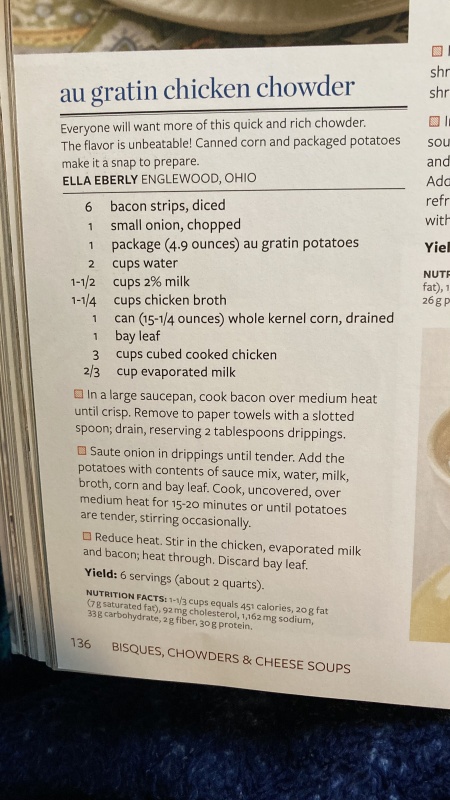 au gratin chicken chowder
Everyone will want more of this quick and rich chowder.
The flavor is unbeatable! Canned corn and packaged potatoes
make it a snap to prepare.
ELLA EBERLY ENGLEWOOD, OHIO
6 bacon strips, diced
1 small onion, chopped
1 package (4.9 ounces) au gratin potatoes
2 cups water
1-1/2 cups 2% milk
1-1/4 cups chicken broth
1 can (15-1/4 ounces) whole kernel corn, drained
1 bay leaf
3 cups cubed cooked chicken
2/3 cup evaporated milk
In a large saucepan, cook bacon over medium heat
until crisp. Remove to paper towels with a slotted
spoon; drain, reserving 2 tablespoons drippings.
Saute onion in drippings until tender. Add the
potatoes with contents of sauce mix, water, milk,
broth, corn and bay leaf. Cook, uncovered, over
medium heat for 15-20 minutes or until potatoes
are tender, stirring occasionally.
Reduce heat. Stir in the chicken, evaporated milk
and bacon; heat through. Discard bay leaf.
Yield: 6 servings (about 2 quarts).
NUTRITION FACTS: 1-1/3 cups equals 451 calories, 20 g fat
(7 g saturated fat), 92 mg cholesterol, 1,162 mg sodium,
33 g carbohydrate, 2 g fiber, 30 g protein.
136 BISQUES, CHOWDERS & CHEESE SOUPS
shr
shr
sou
and
Add
refr
with
Yiel
NUTR
fat), 1
26 g p